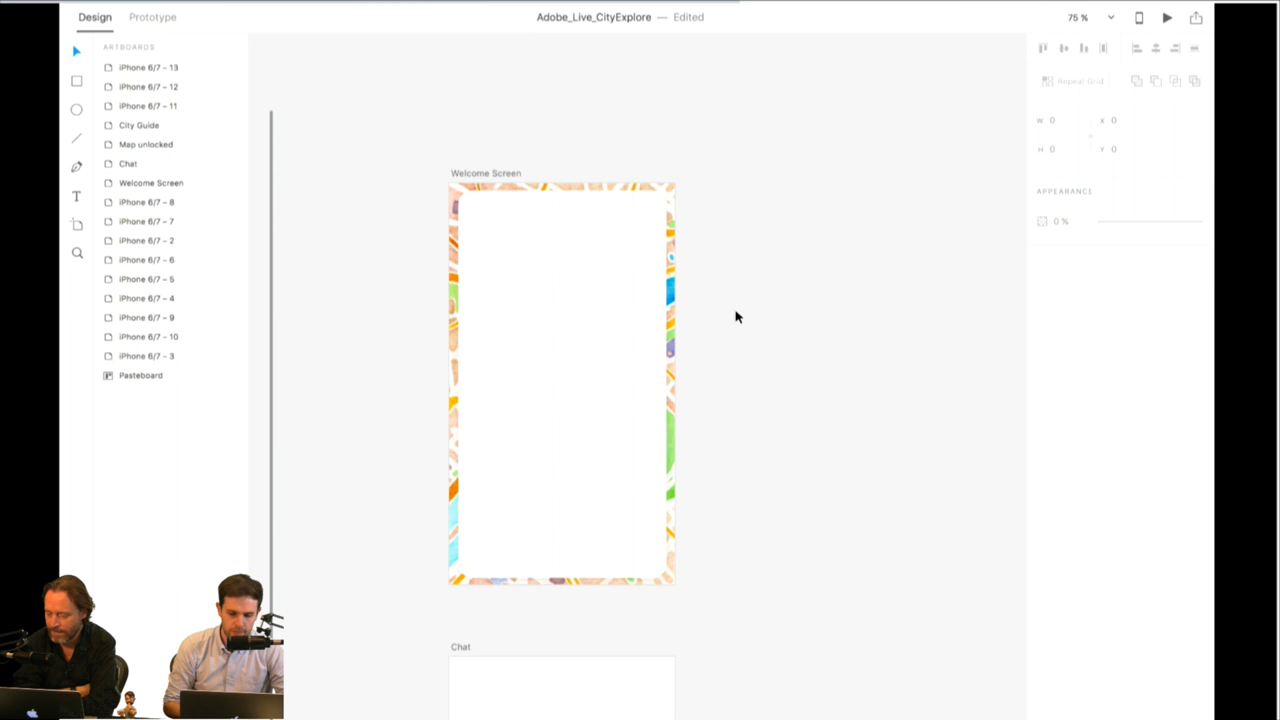 Design Prototype Adobe_Live_CityExplore — Edited 75 %
ARTBOARDS
iPhone 6/7 – 13
iPhone 6/7 – 12
iPhone 6/7 – 11
City Guide
Map unlocked
Chat
Welcome Screen
iPhone 6/7 – 8
iPhone 6/7 – 7
iPhone 6/7 – 2
iPhone 6/7 – 6
iPhone 6/7 – 5
iPhone 6/7 – 4
iPhone 6/7 – 9
iPhone 6/7 – 10
iPhone 6/7 – 3
Pasteboard
T
Welcome Screen
Chat
Repeat Grid
W 0 X 0
H 0 Y 0
APPEARANCE
0 %